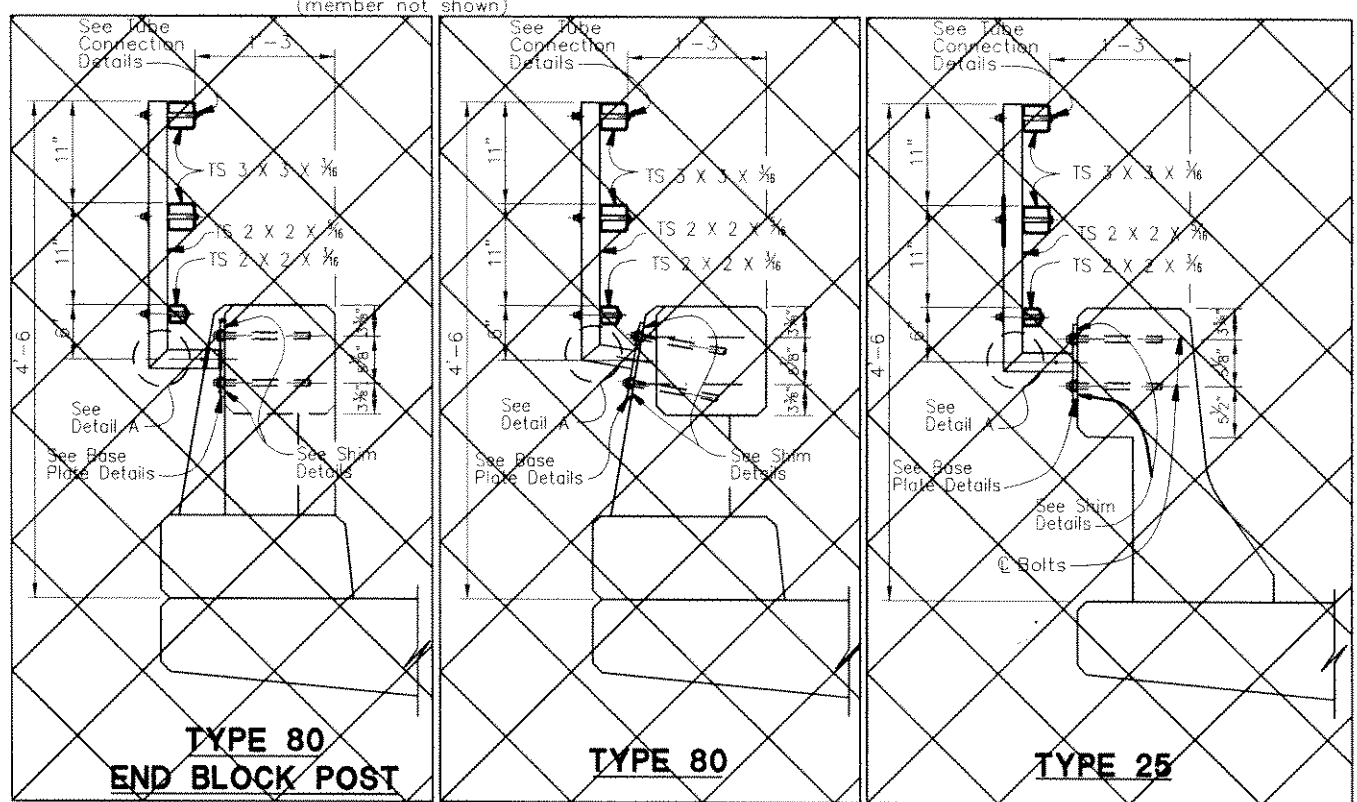 (member not shown)
See Tube
Connection
Details
1'-3
11"
TS 3 X 3 X 3/16
11"
TS 2 X 2 X 3/16
TS 2 X 2 X 3/16
6"
4'-6
See
Detail A
See Base
Plate Details
See Shim
Details
TYPE 80
END BLOCK POST
See Tube
Connection
Details
1'-3
11"
TS 3 X 3 X 3/16
11"
TS 2 X 2 X 3/16
TS 2 X 2 X 3/16
6"
4'-6
See
Detail A
See Base
Plate Details
See Shim
Details
TYPE 80
See Tube
Connection
Details
1'-3
11"
TS 3 X 3 X 3/16
11"
TS 2 X 2 X 3/16
TS 2 X 2 X 3/16
6"
4'-6
5 1/2"
See
Detail A
See Base
Plate Details
See Shim
Details
℄ Bolts
TYPE 25